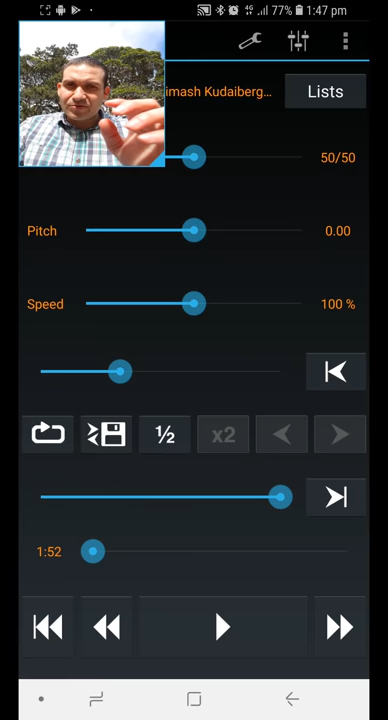 4G 77% 1:47 pm
imash Kudaiberg...
Lists
50/50
Pitch 0.00
Speed 100 %
½ x2
1:52